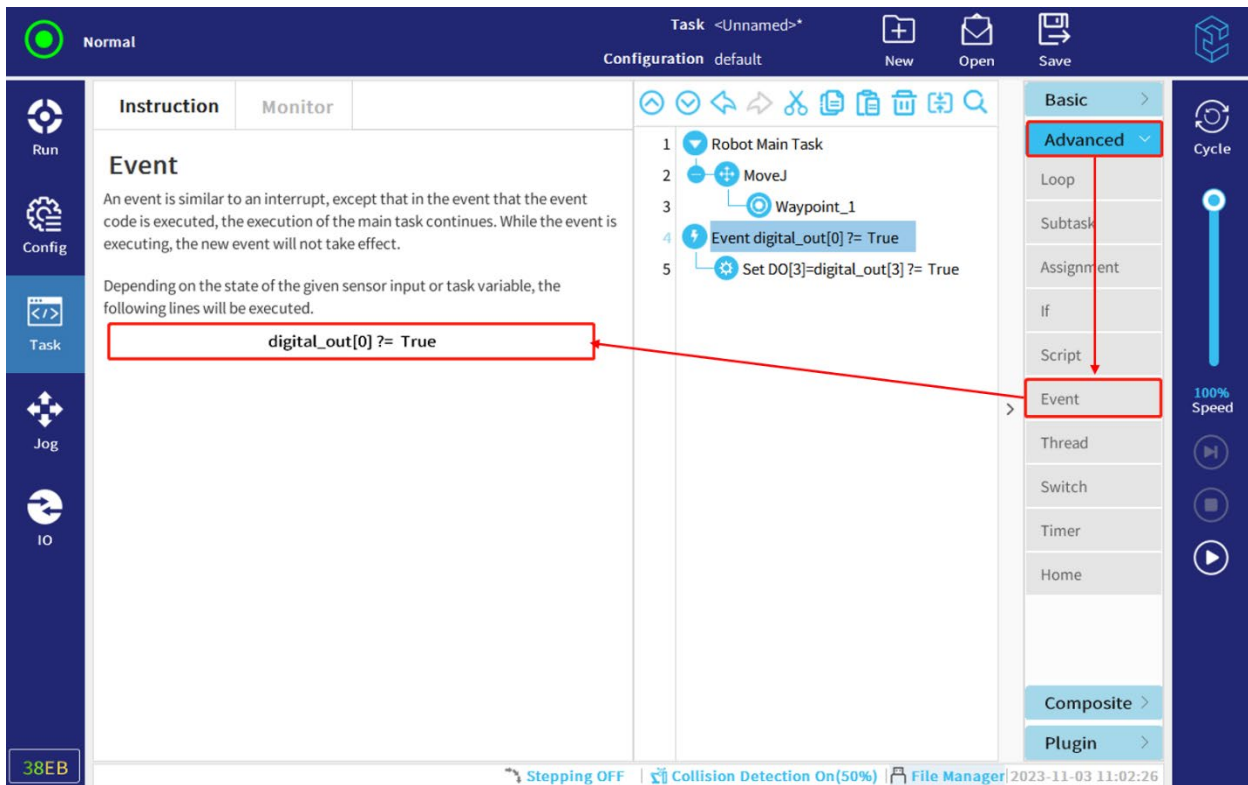 Normal
Task <Unnamed>*
Configuration default
New
Open
Save
Run
Config
Task
Jog
IO
38EB
Instruction
Monitor
Event
An event is similar to an interrupt, except that in the event that the event
code is executed, the execution of the main task continues. While the event is
executing, the new event will not take effect.
Depending on the state of the given sensor input or task variable, the
following lines will be executed.
digital_out[0] ?= True
1 Robot Main Task
2 MoveJ
3 Waypoint_1
4 Event digital_out[0] ?= True
5 Set DO[3]=digital_out[3] ?= True
Basic
Advanced
Loop
Subtask
Assignment
If
Script
Event
Thread
Switch
Timer
Home
Composite
Plugin
Cycle
100%
Speed
Stepping OFF
Collision Detection On(50%)
File Manager
2023-11-03 11:02:26